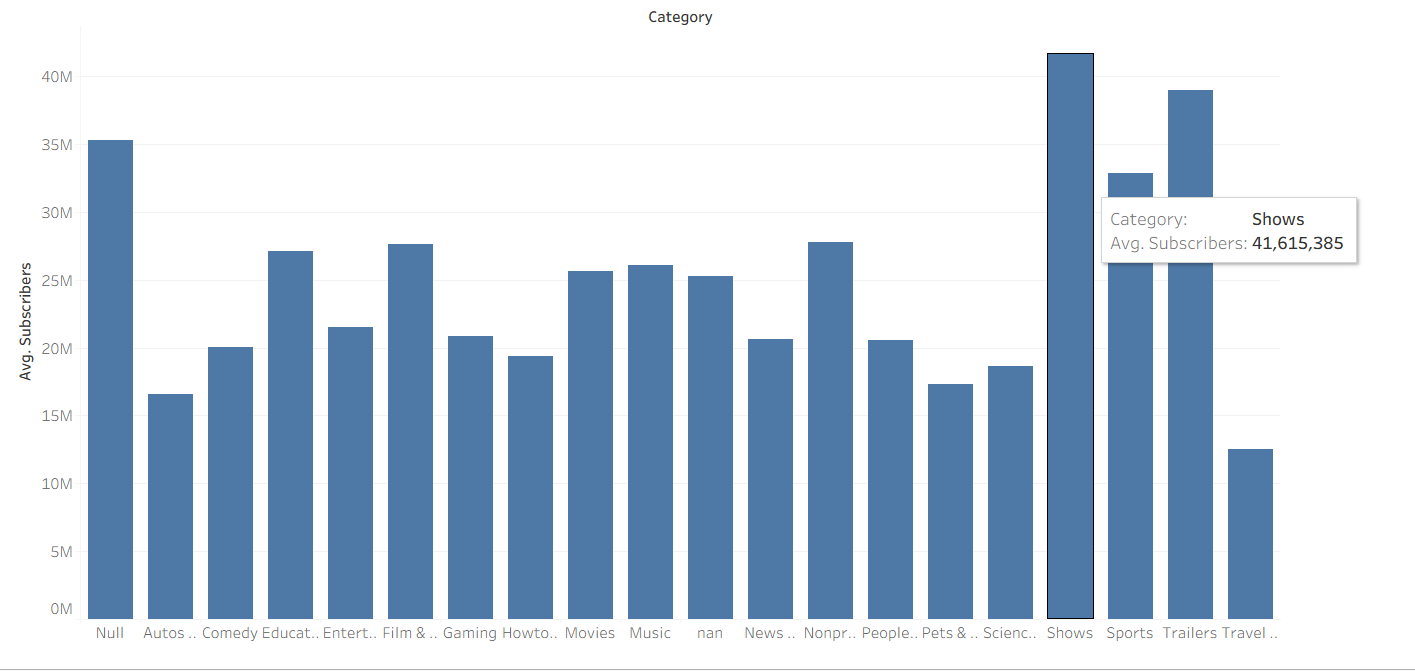 Category
40M
35M
30M
25M
20M
15M
10M
5M
0M
Avg. Subscribers
Category: Shows
Avg. Subscribers: 41,615,385
Null Autos .. Comedy Educat.. Entert.. Film & .. Gaming Howto.. Movies Music nan News .. Nonpr.. People.. Pets & .. Scienc.. Shows Sports Trailers Travel ..